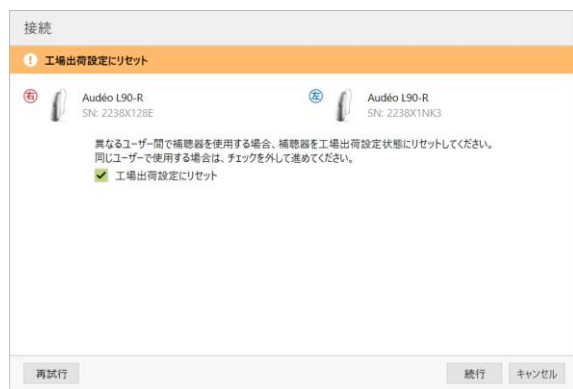 接続
! 工場出荷設定にリセット
右 Audéo L90-R 左 Audéo L90-R
SN: 2238X128E SN: 2238X1NK3
異なるユーザー間で補聴器を使用する場合、補聴器を工場出荷設定状態にリセットしてください。
同じユーザーで使用する場合は、チェックを外して進めてください。
工場出荷設定にリセット
再試行 続行 キャンセル